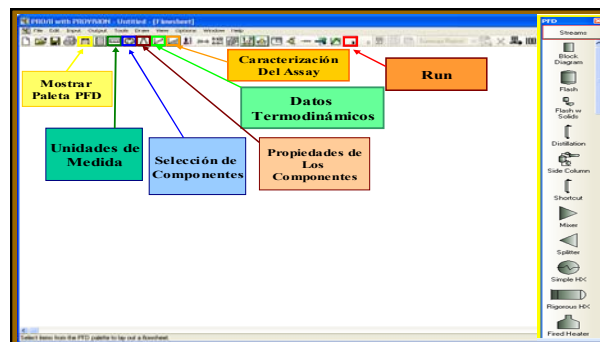 PRO/II with PROVISION - Untitled - [Flowsheet]
File Edit Input Output Tools Draw View Options Window Help
Mostrar
Paleta PFD
Caracterización
Del Assay
Run
Datos
Termodinámicos
Unidades de
Medida
Selección de
Componentes
Propiedades de
Los
Componentes
PFD
Streams
Block
Diagram
Flash
Flash w
Solids
Distillation
Side Column
Shortcut
Mixer
Splitter
Simple HX
Rigorous HX
Feed Heater
Select items from the PFD palette to lay out a flowsheet.